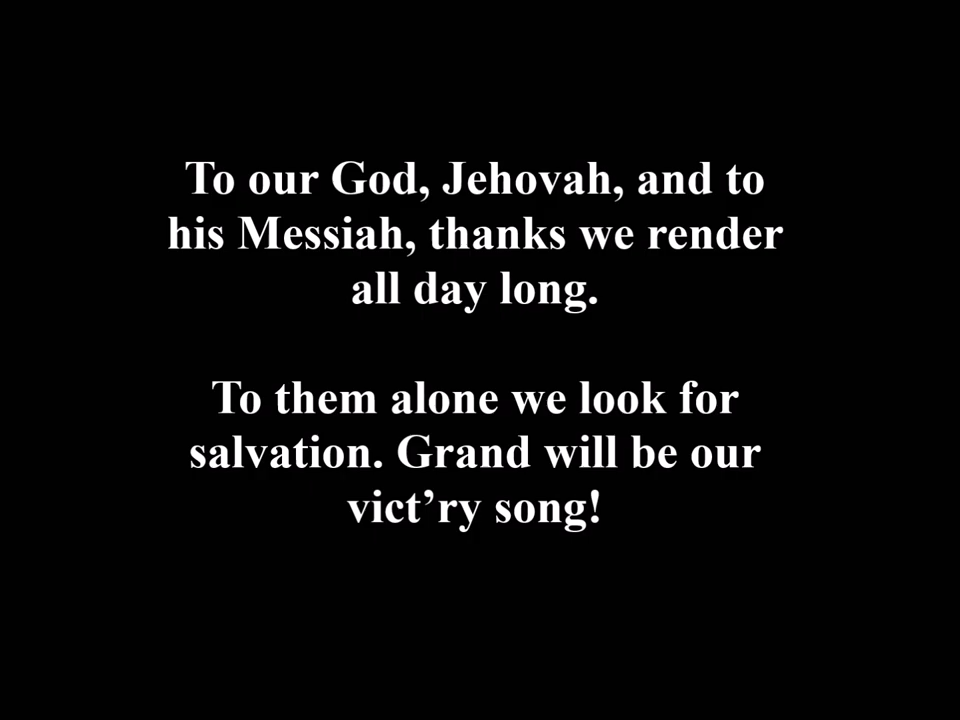 To our God, Jehovah, and to
his Messiah, thanks we render
all day long.
To them alone we look for
salvation. Grand will be our
vict’ry song!